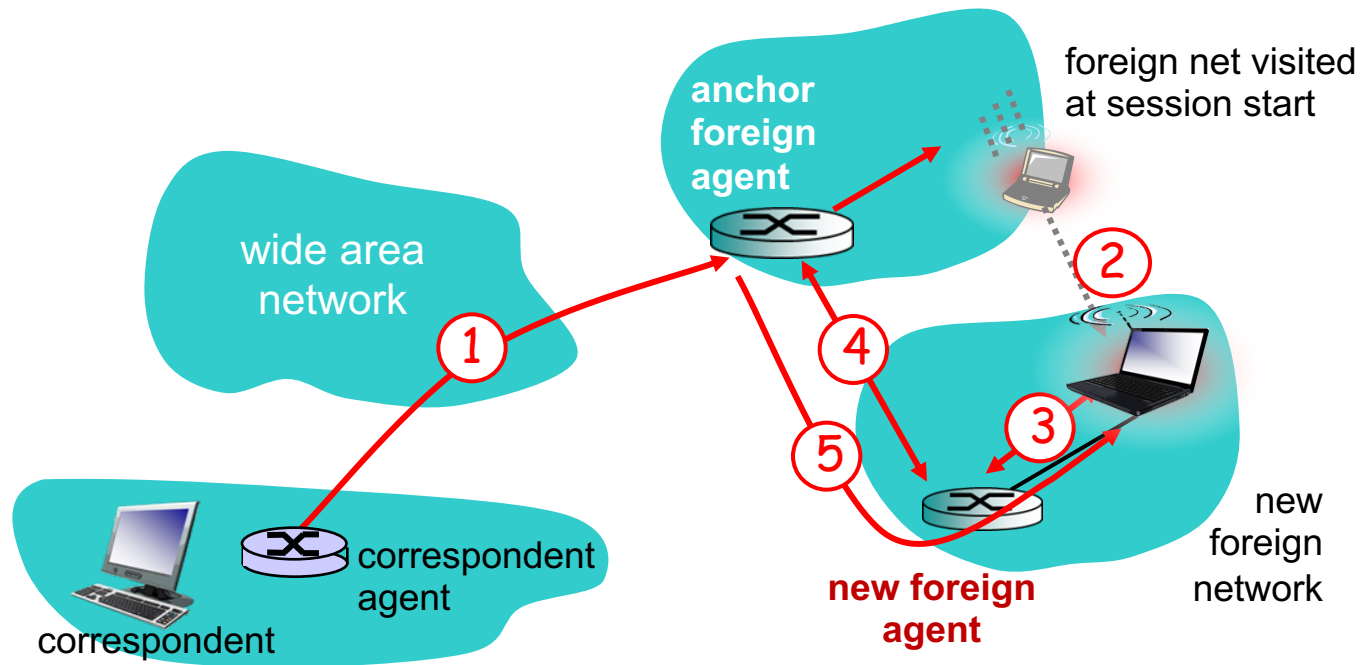 foreign net visited
at session start
anchor
foreign
agent
wide area
network
2
1
4
3
5
new
foreign
network
correspondent
agent
new foreign
agent
correspondent